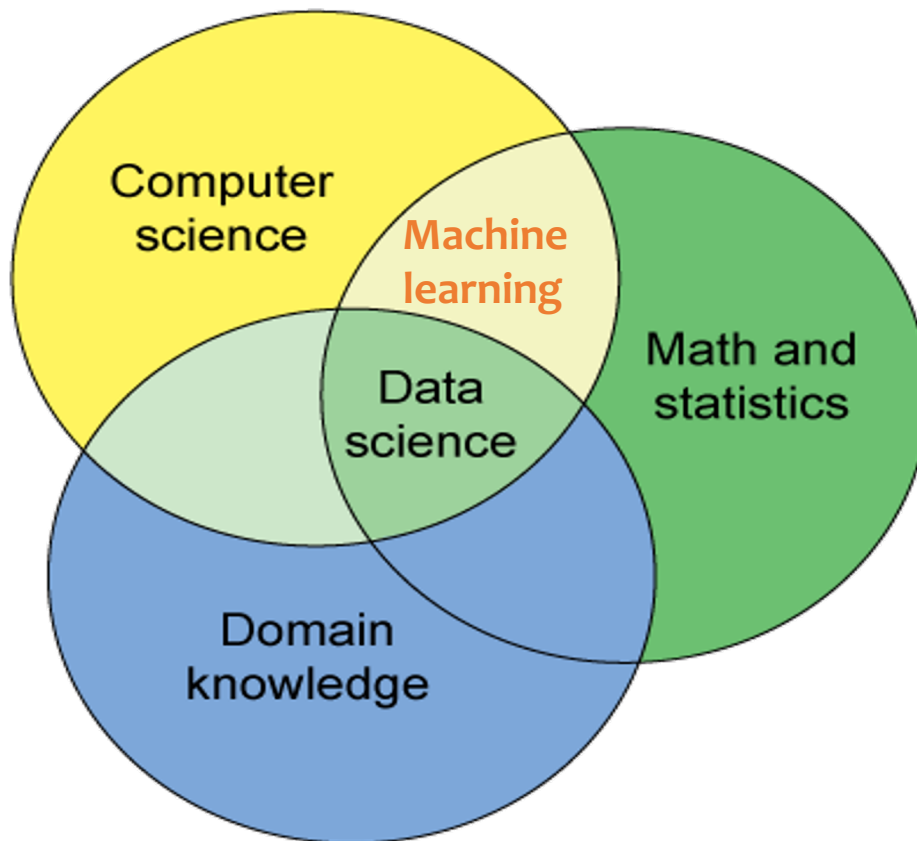 Computer
science
Machine
learning
Math and
statistics
Data
science
Domain
knowledge